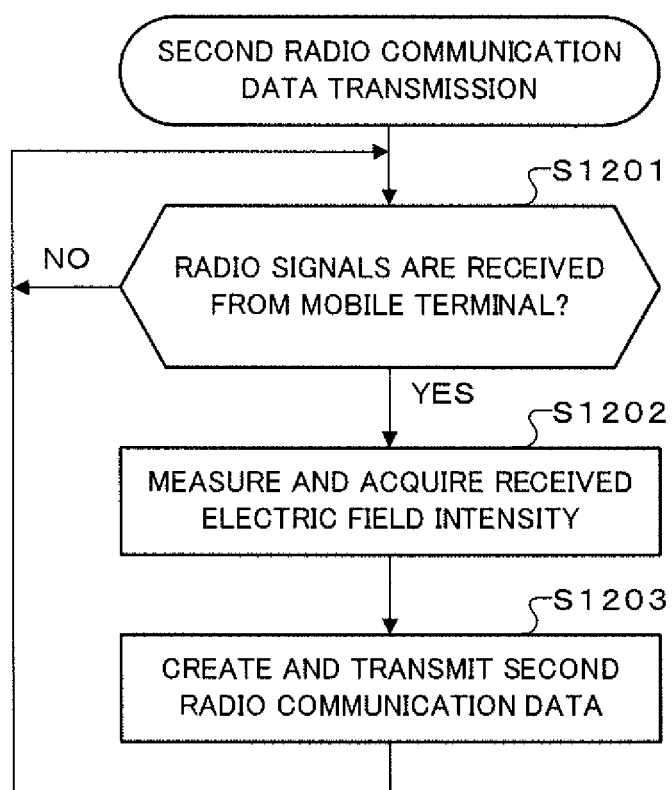 SECOND RADIO COMMUNICATION
DATA TRANSMISSION
S1201
RADIO SIGNALS ARE RECEIVED
FROM MOBILE TERMINAL?
NO
YES
S1202
MEASURE AND ACQUIRE RECEIVED
ELECTRIC FIELD INTENSITY
S1203
CREATE AND TRANSMIT SECOND
RADIO COMMUNICATION DATA